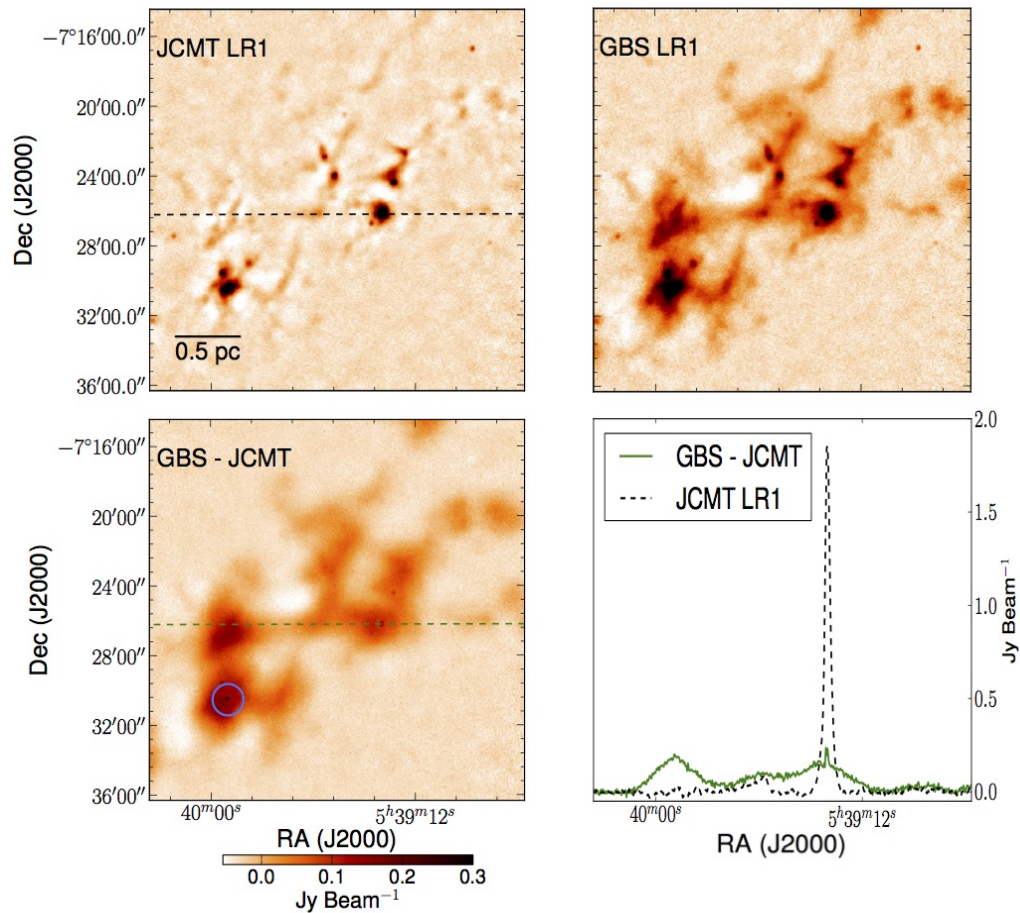 JCMT LR1
GBS LR1
−7°16′00.0″
20′00.0″
24′00.0″
28′00.0″
32′00.0″
36′00.0″
Dec (J2000)
0.5 pc
GBS - JCMT
−7°16′00″
20′00″
24′00″
28′00″
32′00″
36′00″
Dec (J2000)
40ᵐ00ˢ
5ʰ39ᵐ12ˢ
RA (J2000)
0.0
0.1
0.2
0.3
Jy Beam⁻¹
GBS - JCMT
JCMT LR1
2.0
1.5
1.0
0.5
0.0
Jy Beam⁻¹
40ᵐ00ˢ
5ʰ39ᵐ12ˢ
RA (J2000)